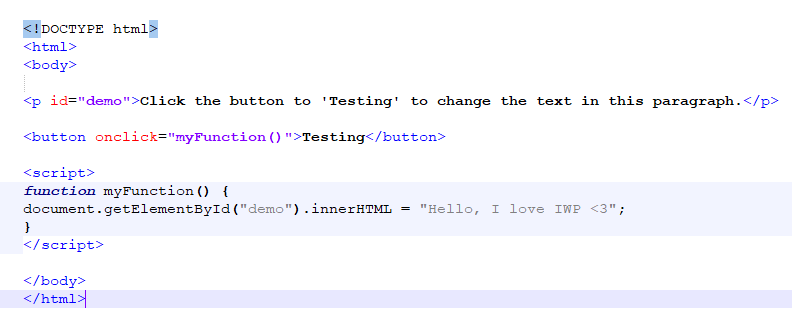 <!DOCTYPE html>
<html>
<body>
<p id="demo">Click the button to 'Testing' to change the text in this paragraph.</p>
<button onclick="myFunction()">Testing</button>
<script>
function myFunction() {
document.getElementById("demo").innerHTML = "Hello, I love IWP <3";
}
</script>
</body>
</html>